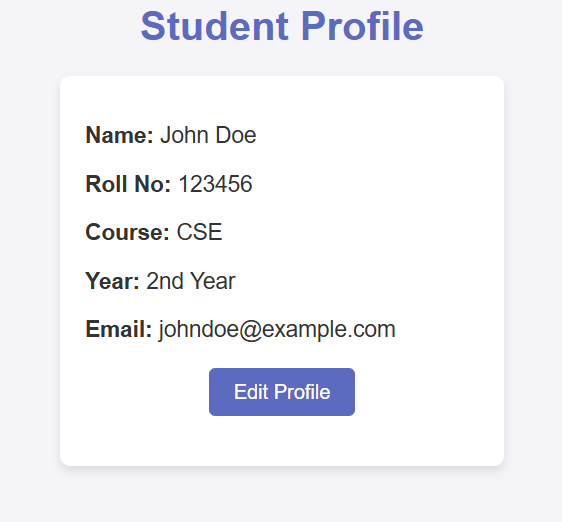 Student Profile
Name: John Doe
Roll No: 123456
Course: CSE
Year: 2nd Year
Email: johndoe@example.com
Edit Profile